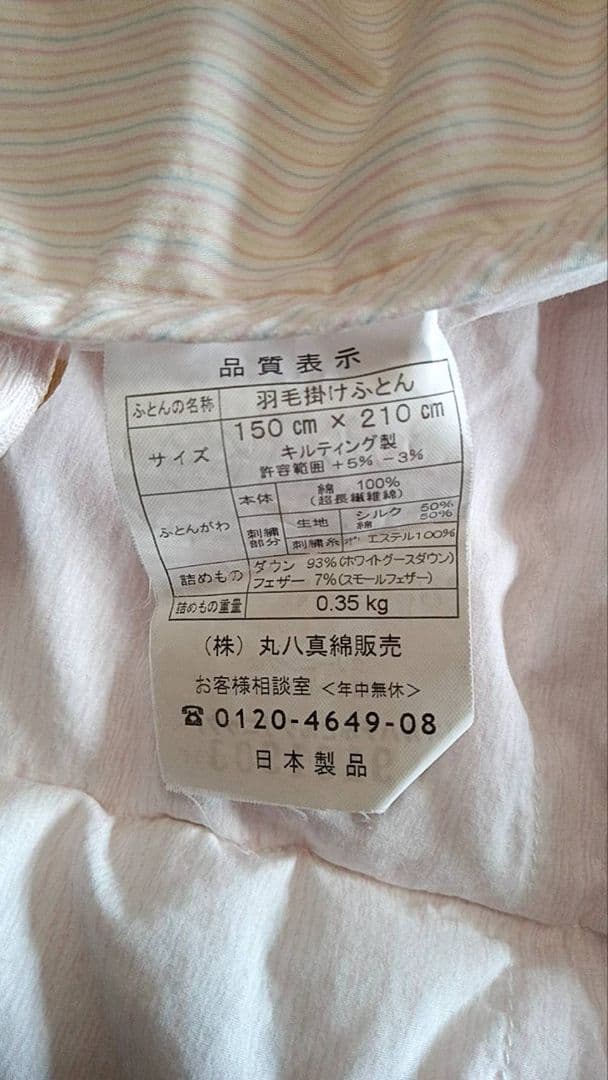 品質表示
ふとんの名称 羽毛掛けふとん
サイズ 150㎝ × 210㎝
キルティング製
許容範囲 +5% -3%
ふとんがわ 本体 綿 100%
(超長繊維綿)
刺繍部分 生地 シルク 50%
綿 50%
刺繍糸 ポ エステル100%
詰めもの ダウン 93%(ホワイトグースダウン)
フェザー 7%(スモールフェザー)
詰めもの重量 0.35 kg
(株) 丸八真綿販売
お客様相談室 <年中無休>
☎ 0120-4649-08
日本製品